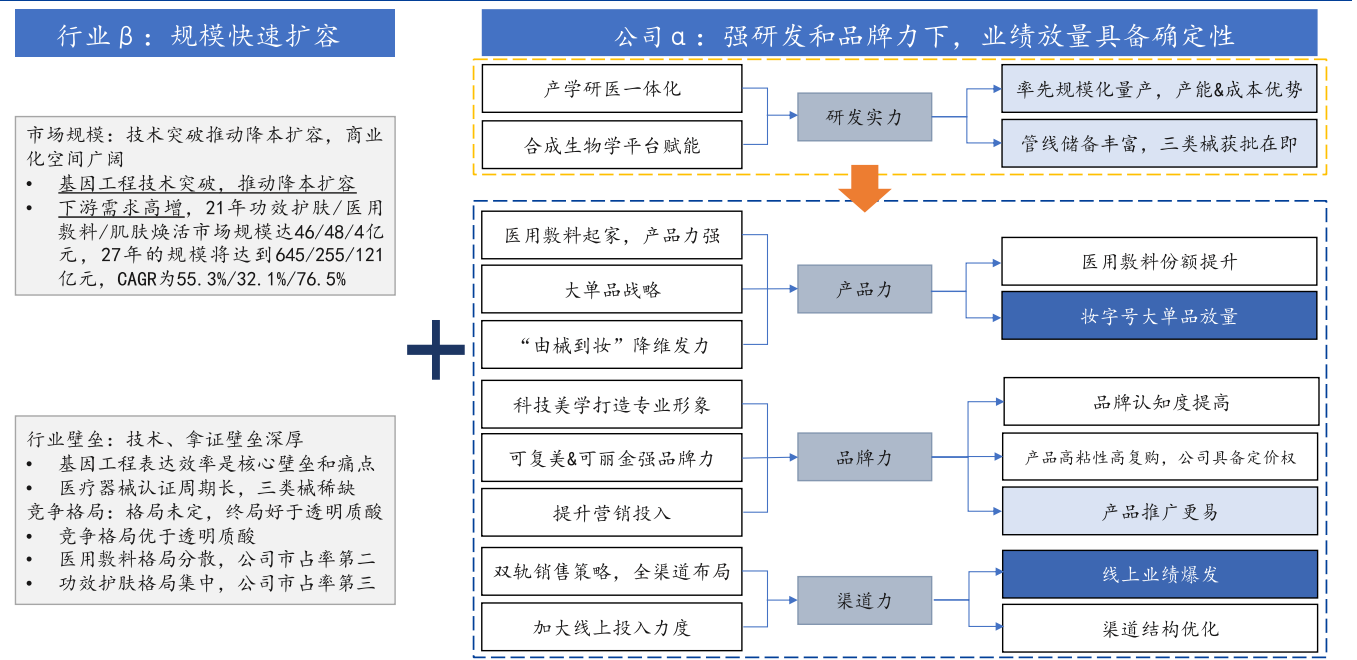 行业β：规模快速扩容
市场规模：技术突破推动降本扩容，商业
化空间广阔
• 基因工程技术突破，推动降本扩容
• 下游需求高增，21年功效护肤/医用
敷料/肌肤焕活市场规模达46/48/4亿
元，27年的规模将达到645/255/121
亿元，CAGR为55.3%/32.1%/76.5%
行业壁垒：技术、拿证壁垒深厚
• 基因工程表达效率是核心壁垒和痛点
• 医疗器械认证周期长，三类械稀缺
竞争格局：格局未定，终局好于透明质酸
• 竞争格局优于透明质酸
• 医用敷料格局分散，公司市占率第二
• 功效护肤格局集中，公司市占率第三
公司α：强研发和品牌力下，业绩放量具备确定性
产学研医一体化
合成生物学平台赋能
研发实力
率先规模化量产，产能&成本优势
管线储备丰富，三类械获批在即
医用敷料起家，产品力强
大单品战略
“由械到妆”降维发力
产品力
医用敷料份额提升
妆字号大单品放量
科技美学打造专业形象
可复美&可丽金强品牌力
提升营销投入
品牌力
品牌认知度提高
产品高粘性高复购，公司具备定价权
产品推广更易
双轨销售策略，全渠道布局
加大线上投入力度
渠道力
线上业绩爆发
渠道结构优化